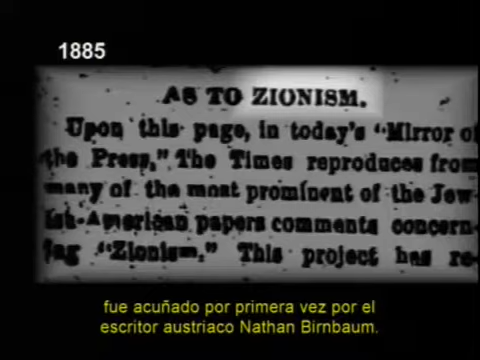 1885
AS TO ZIONISM.
Upon this page, in today's "Mirror of
the Press," The Times reproduces from
many of the most prominent of the Jew-
ish-American papers comments concern-
ing "Zionism." This project has re-
fue acuñado por primera vez por el
escritor austriaco Nathan Birnbaum.